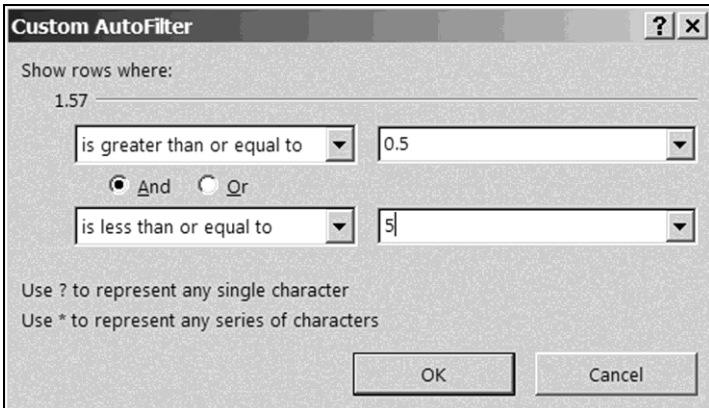 Custom AutoFilter
Show rows where:
1.57
is greater than or equal to 0.5
And Or
is less than or equal to 5
Use ? to represent any single character
Use * to represent any series of characters
OK Cancel